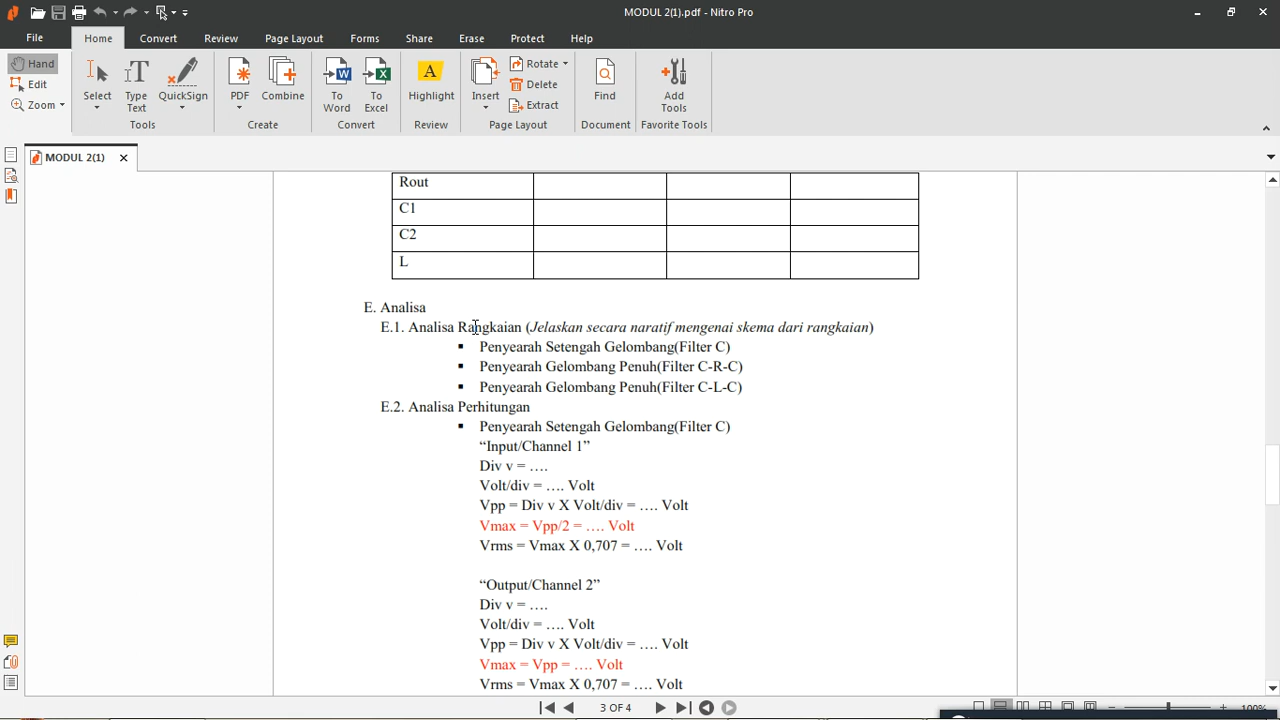 MODUL 2(1).pdf - Nitro Pro
File Home Convert Review Page Layout Forms Share Erase Protect Help
Hand
Edit
Zoom
Select
Type Text
QuickSign
Tools
PDF
Combine
Create
To Word
To Excel
Convert
Highlight
Review
Insert
Rotate
Delete
Extract
Page Layout
Find
Document
Add Tools
Favorite Tools
MODUL 2(1)
Rout
C1
C2
L
E. Analisa
E.1. Analisa Rangkaian (Jelaskan secara naratif mengenai skema dari rangkaian)
▪ Penyearah Setengah Gelombang(Filter C)
▪ Penyearah Gelombang Penuh(Filter C-R-C)
▪ Penyearah Gelombang Penuh(Filter C-L-C)
E.2. Analisa Perhitungan
▪ Penyearah Setengah Gelombang(Filter C)
“Input/Channel 1”
Div v = ….
Volt/div = …. Volt
Vpp = Div v X Volt/div = …. Volt
Vmax = Vpp/2 = …. Volt
Vrms = Vmax X 0,707 = …. Volt
“Output/Channel 2”
Div v = ….
Volt/div = …. Volt
Vpp = Div v X Volt/div = …. Volt
Vmax = Vpp = …. Volt
Vrms = Vmax X 0,707 = …. Volt
3 OF 4
100%